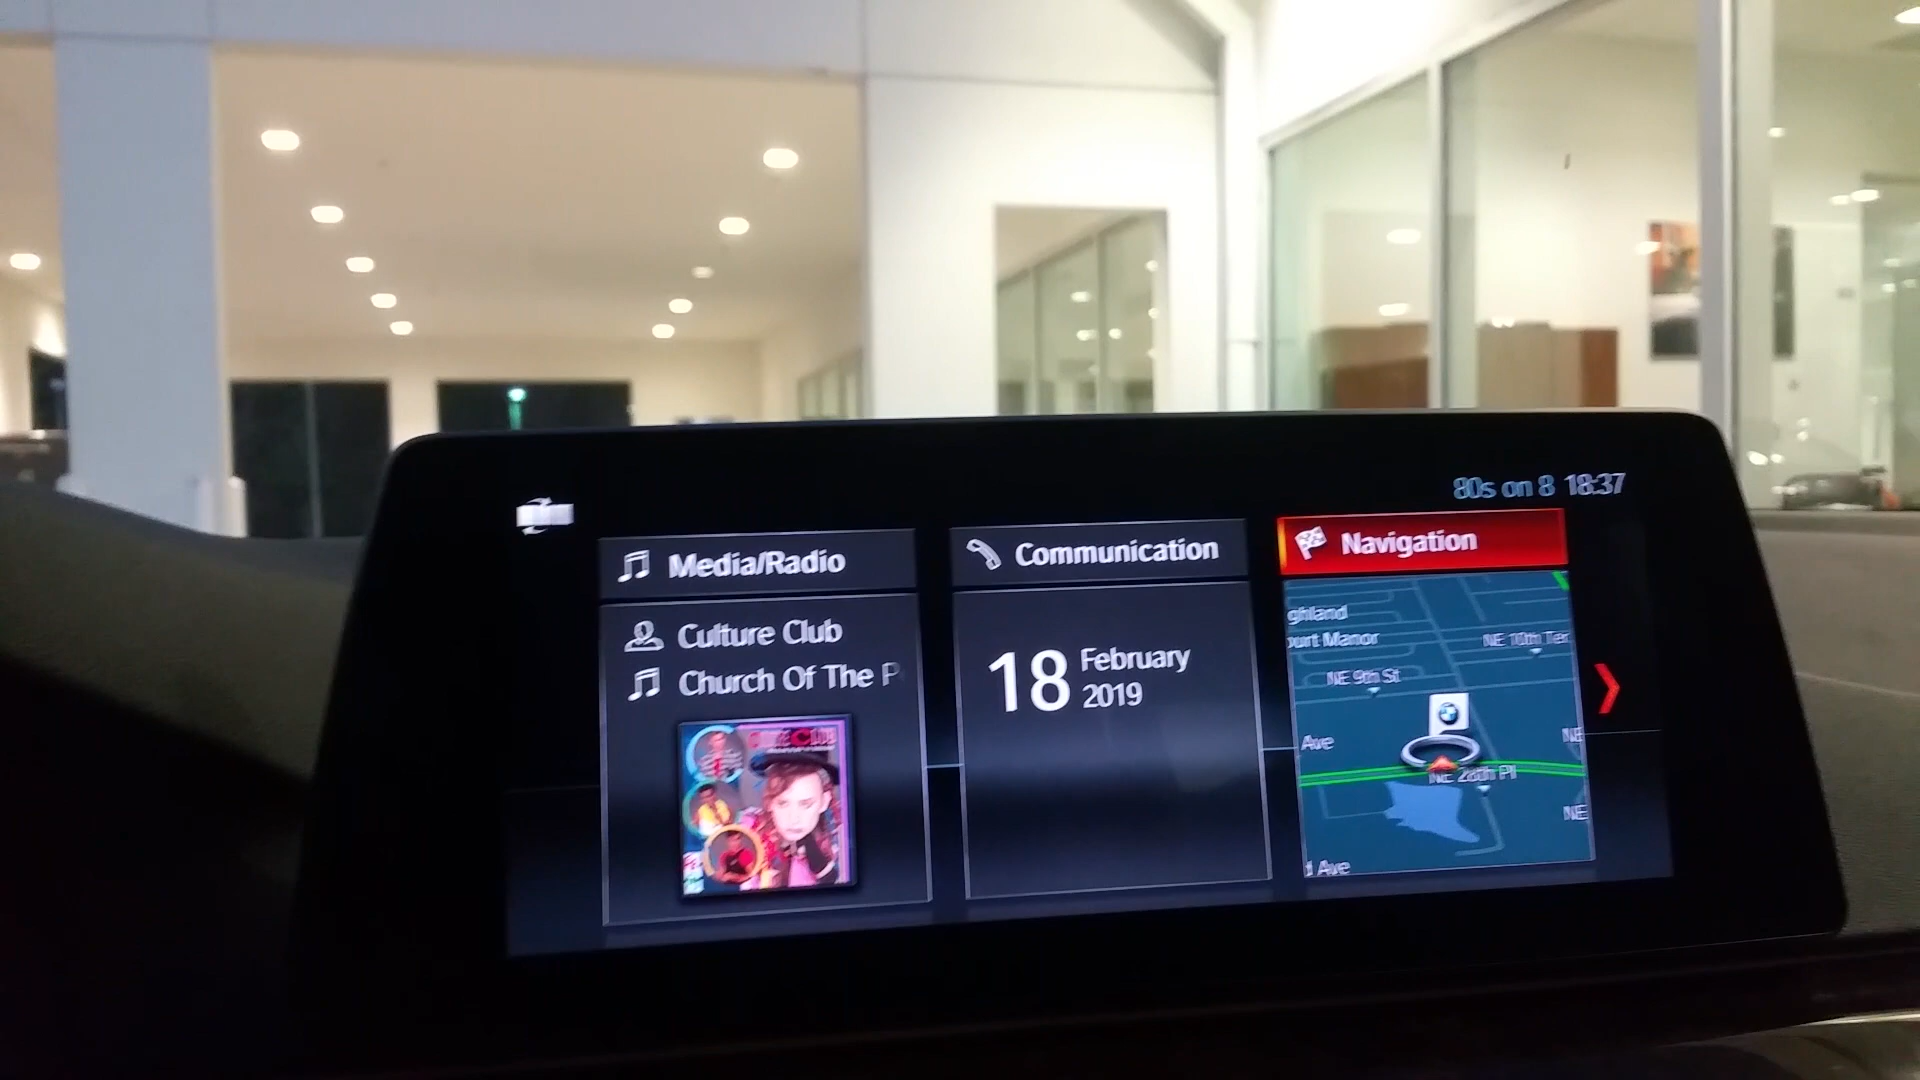 80s on 8 18:37
Media/Radio
Culture Club
Church Of The P
Communication
18
February
2019
Navigation
ghland
ourt Manor
NE 10th Ter
NE 9th St
Ave
NE
NE 28th Pl
NE
d Ave